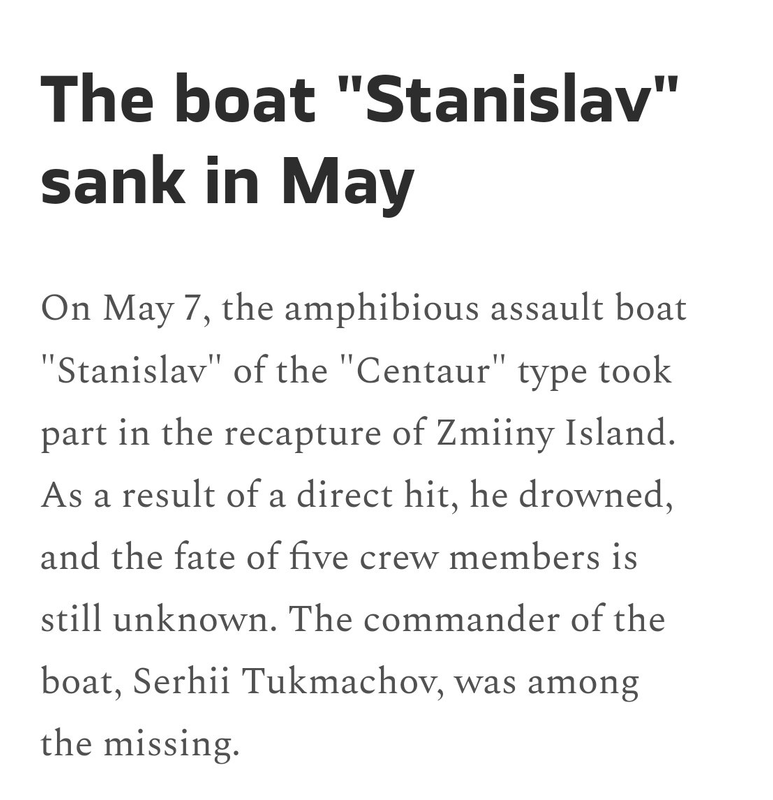 The boat "Stanislav"
sank in May
On May 7, the amphibious assault boat
"Stanislav" of the "Centaur" type took
part in the recapture of Zmiiny Island.
As a result of a direct hit, he drowned,
and the fate of five crew members is
still unknown. The commander of the
boat, Serhii Tukmachov, was among
the missing.